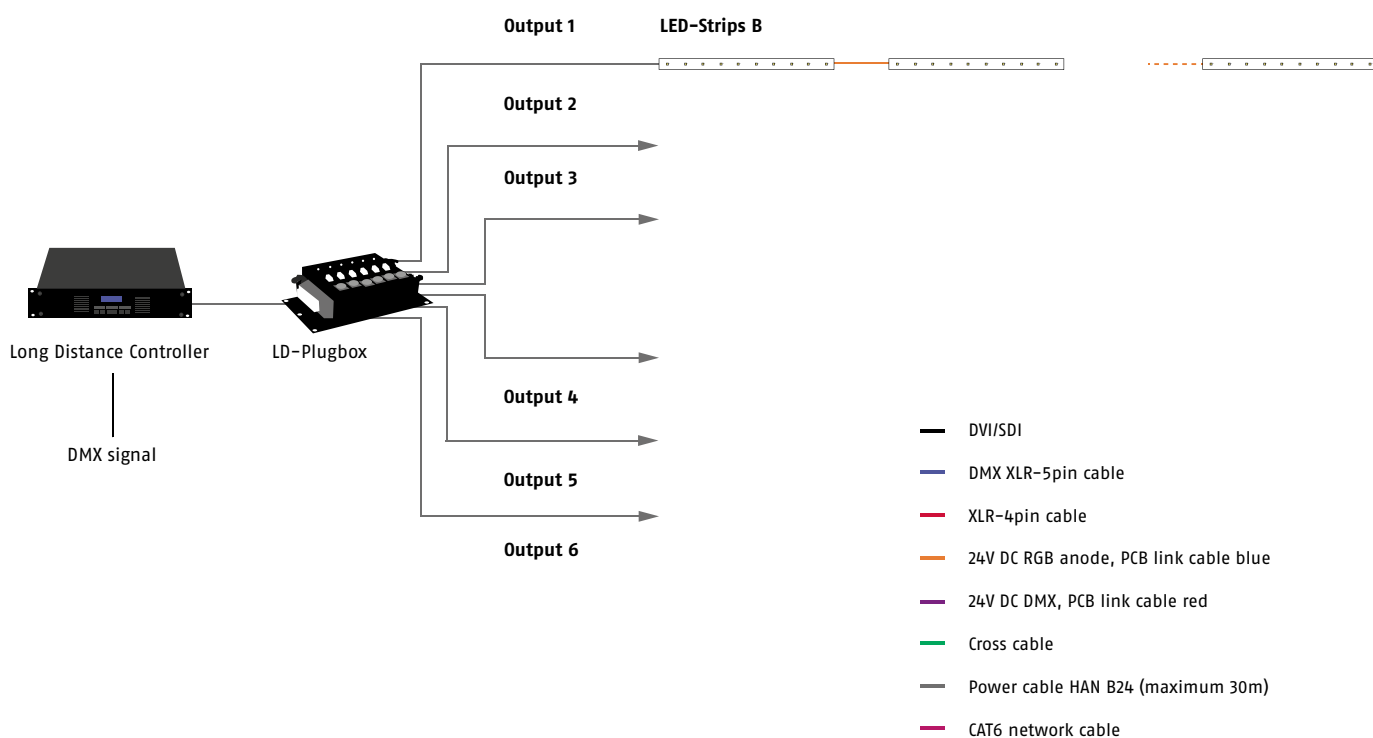 Output 1
LED-Strips B
Output 2
Output 3
Long Distance Controller
LD-Plugbox
DMX signal
Output 4
Output 5
Output 6
DVI/SDI
DMX XLR-5pin cable
XLR-4pin cable
24V DC RGB anode, PCB link cable blue
24V DC DMX, PCB link cable red
Cross cable
Power cable HAN B24 (maximum 30m)
CAT6 network cable